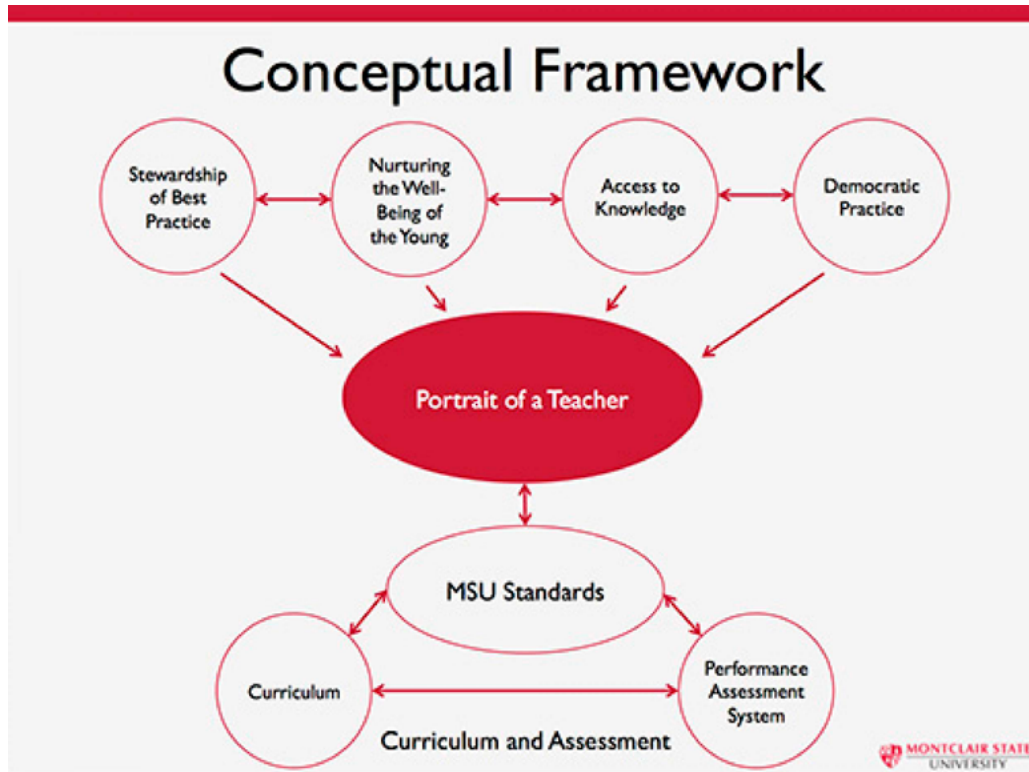 Conceptual Framework
Stewardship
of Best
Practice
Nurturing
the Well-
Being of
the Young
Access to
Knowledge
Democratic
Practice
Portrait of a Teacher
MSU Standards
Curriculum
Performance
Assessment
System
Curriculum and Assessment
MONTCLAIR STATE
UNIVERSITY